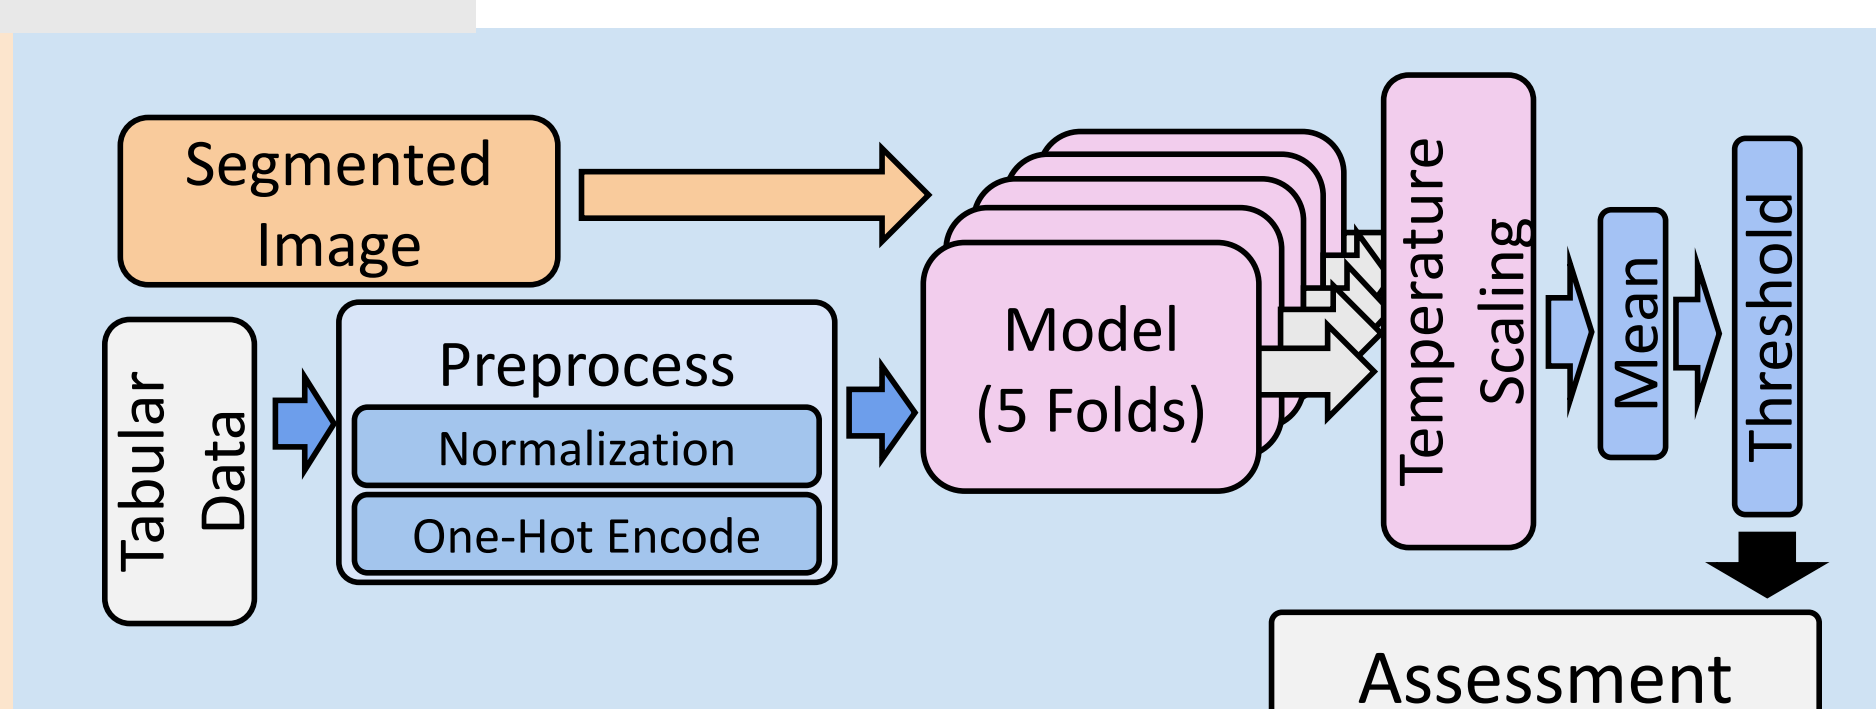 Segmented
Image
Tabular
Data
Preprocess
Normalization
One-Hot Encode
Model
(5 Folds)
Temperature
Scaling
Mean
Threshold
Assessment